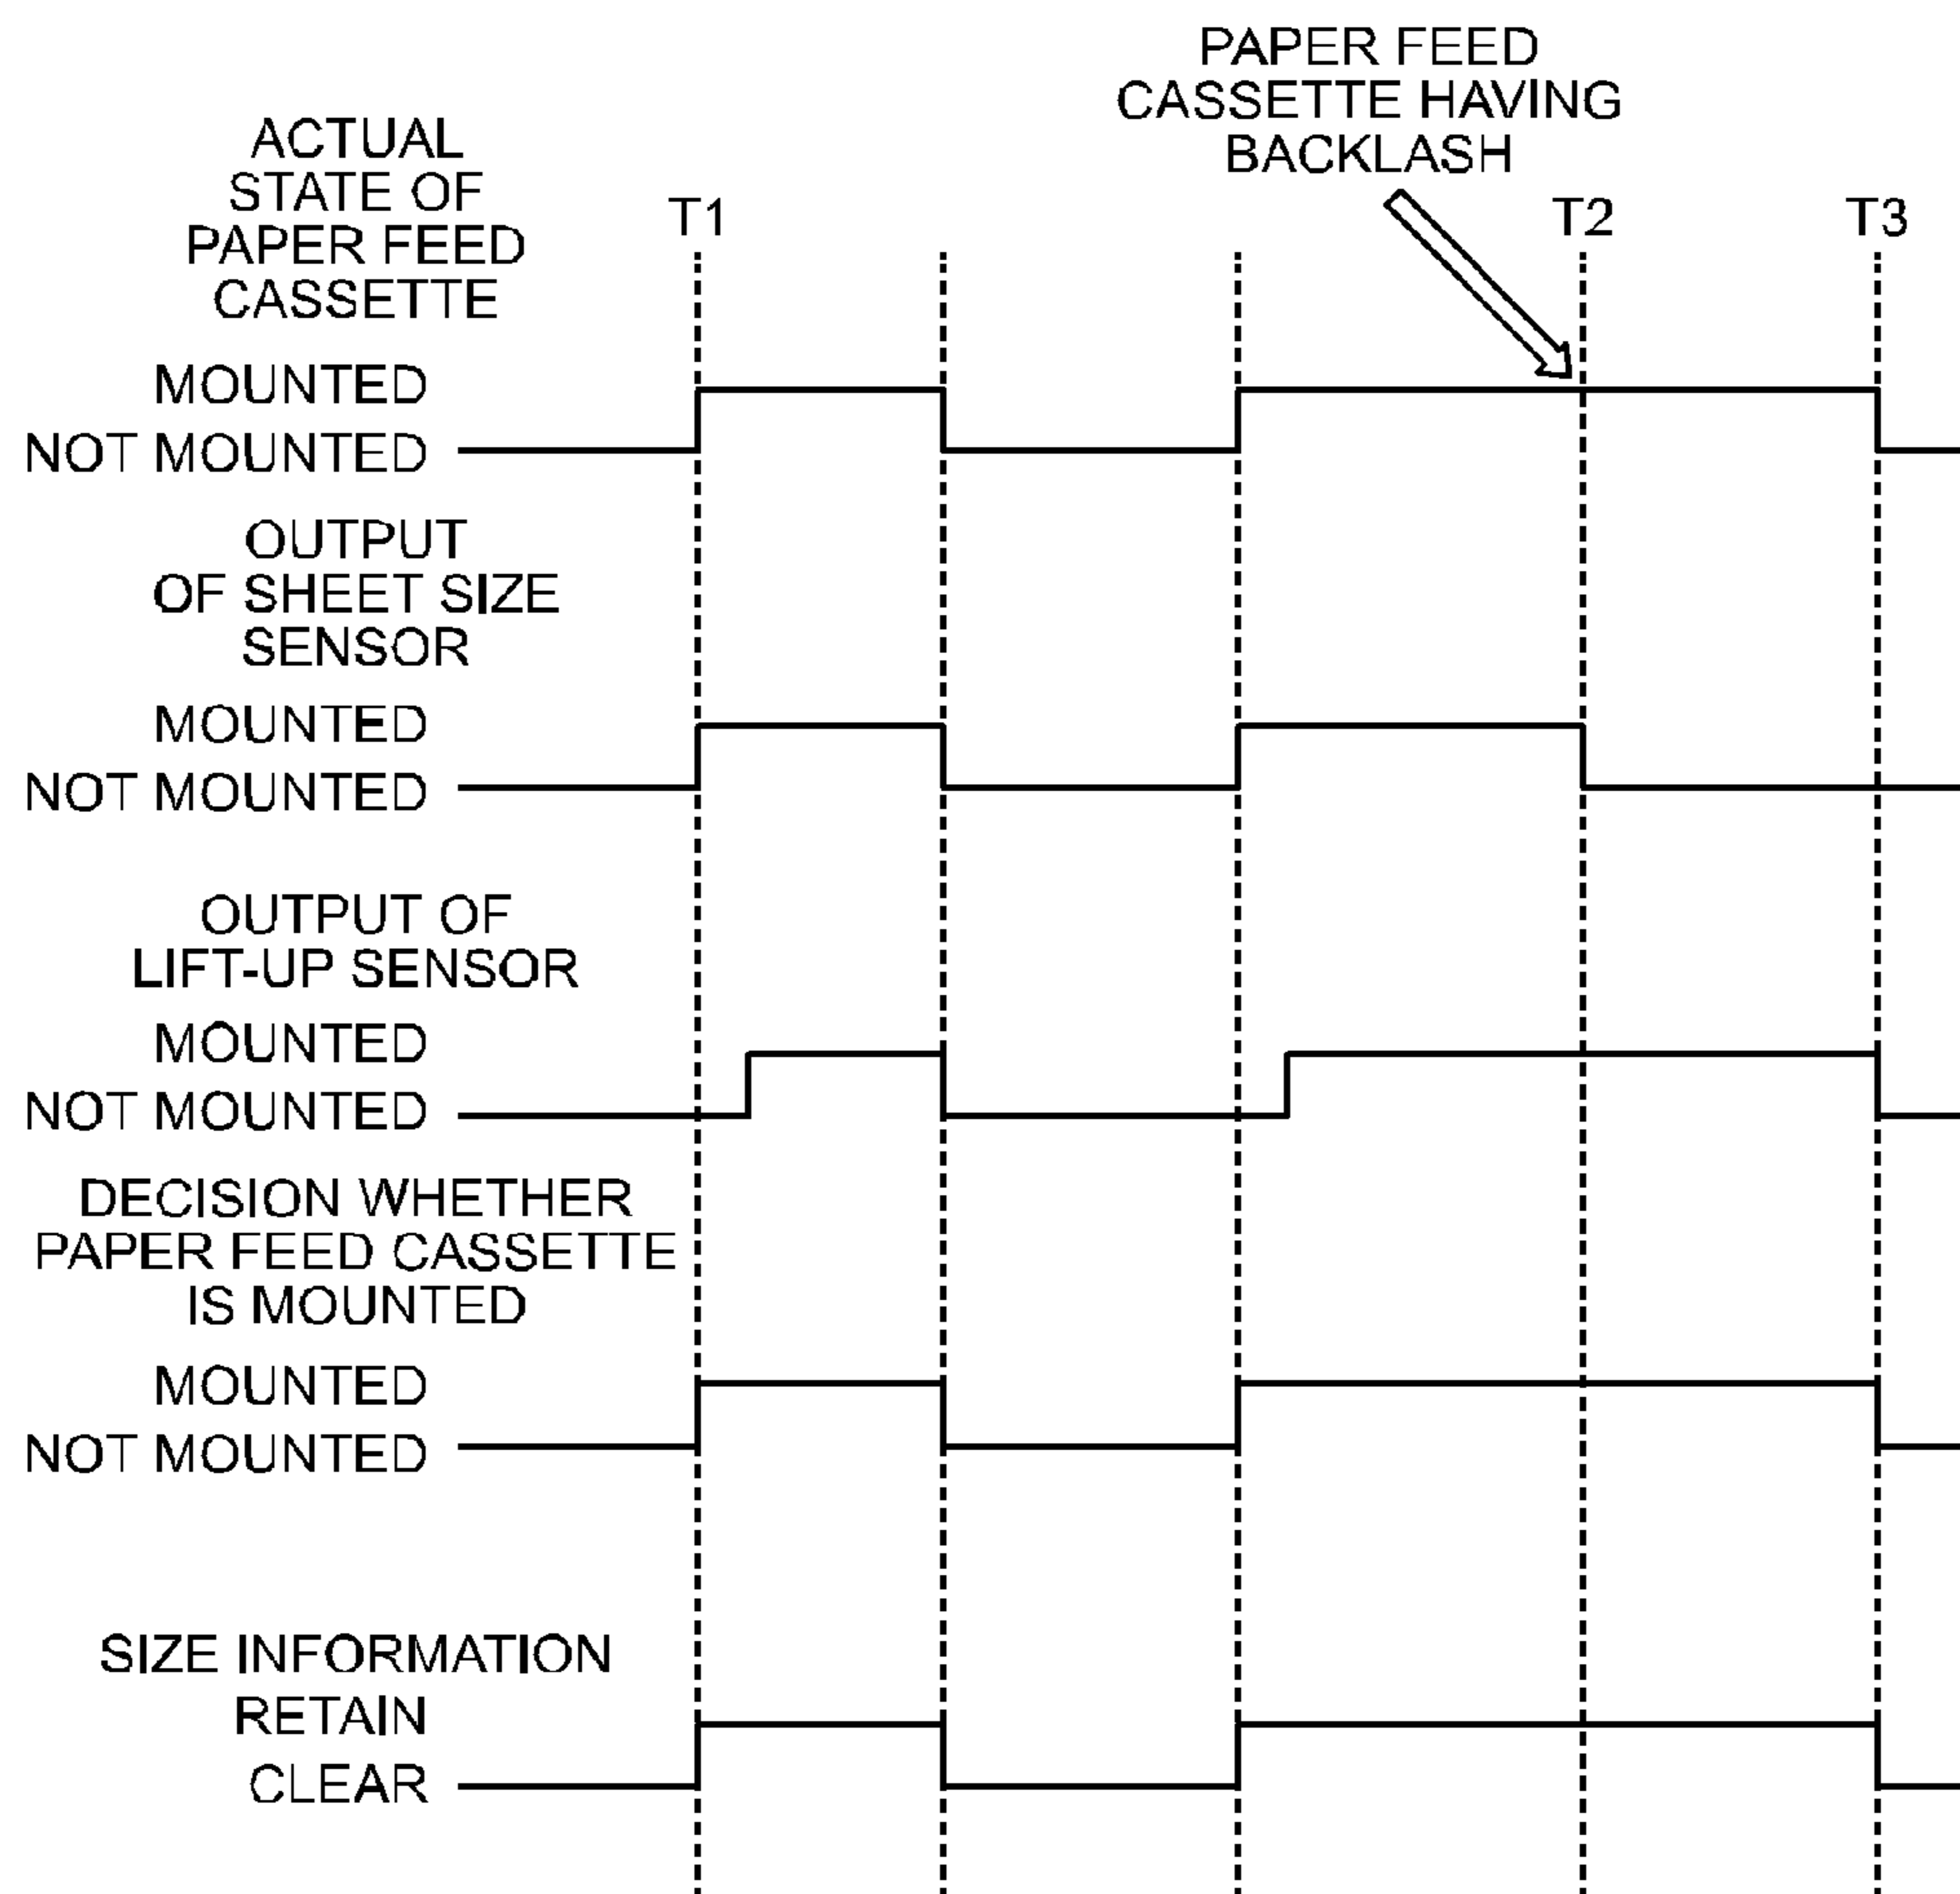 PAPER FEED
CASSETTE HAVING
BACKLASH
ACTUAL
STATE OF
PAPER FEED
CASSETTE
T1
T2
T3
MOUNTED
NOT MOUNTED
OUTPUT
OF SHEET SIZE
SENSOR
MOUNTED
NOT MOUNTED
OUTPUT OF
LIFT-UP SENSOR
MOUNTED
NOT MOUNTED
DECISION WHETHER
PAPER FEED CASSETTE
IS MOUNTED
MOUNTED
NOT MOUNTED
SIZE INFORMATION
RETAIN
CLEAR